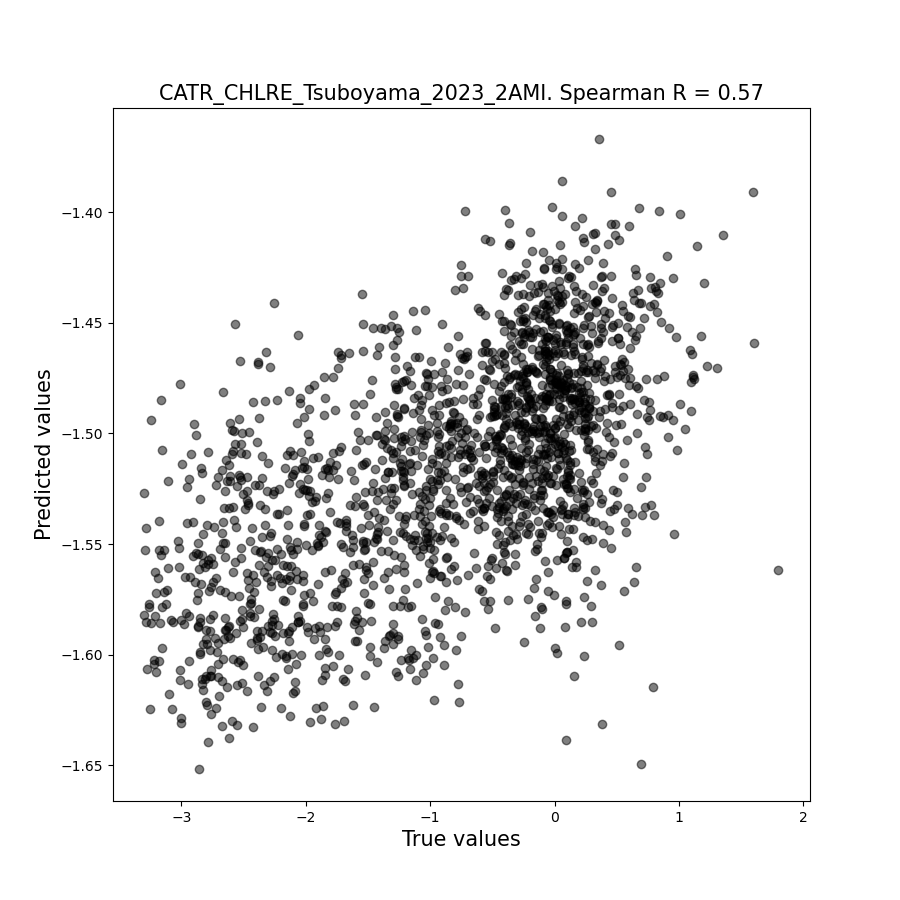 CATR_CHLRE_Tsuboyama_2023_2AMI. Spearman R = 0.57
−1.40
−1.45
−1.50
−1.55
−1.60
−1.65
Predicted values
−3 −2 −1 0 1 2
True values